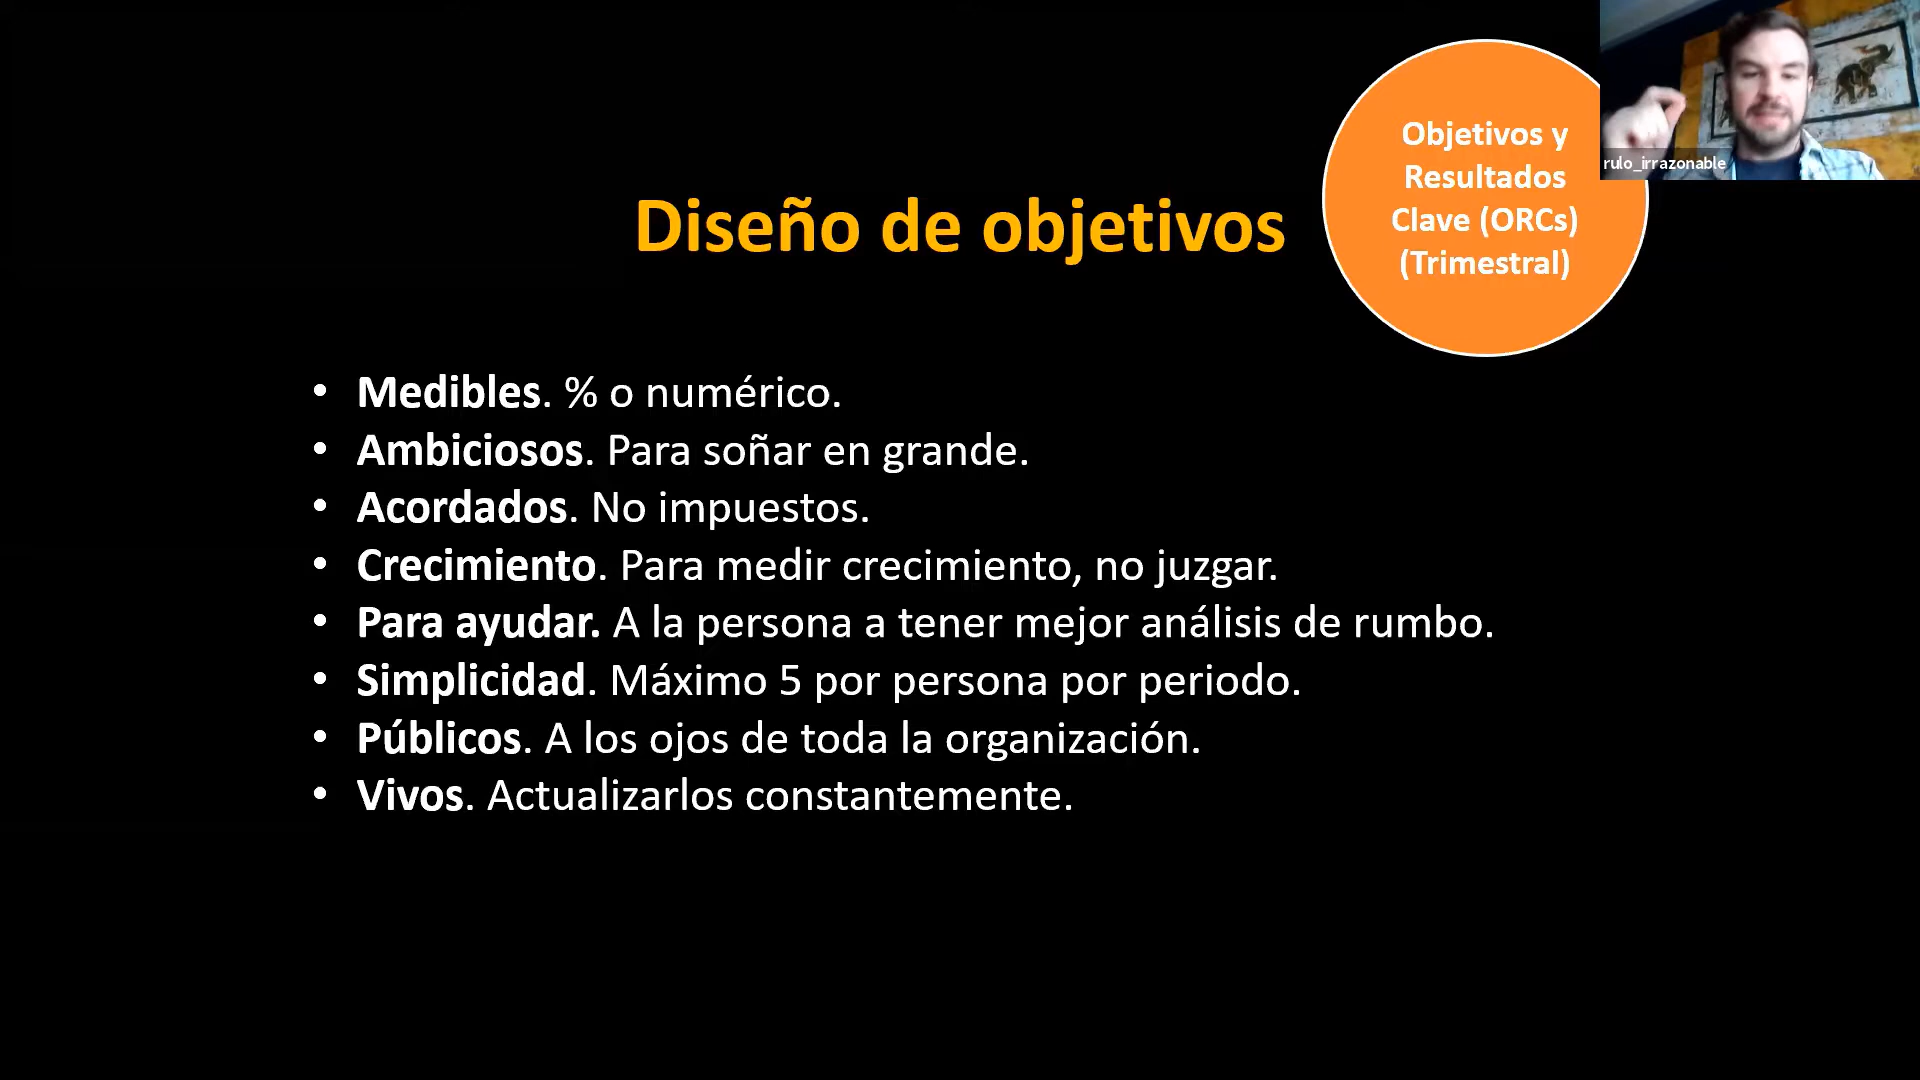 Diseño de objetivos
Objetivos y
Resultados
Clave (ORCs)
(Trimestral)
rulo_irrazonable
• Medibles. % o numérico.
• Ambiciosos. Para soñar en grande.
• Acordados. No impuestos.
• Crecimiento. Para medir crecimiento, no juzgar.
• Para ayudar. A la persona a tener mejor análisis de rumbo.
• Simplicidad. Máximo 5 por persona por periodo.
• Públicos. A los ojos de toda la organización.
• Vivos. Actualizarlos constantemente.